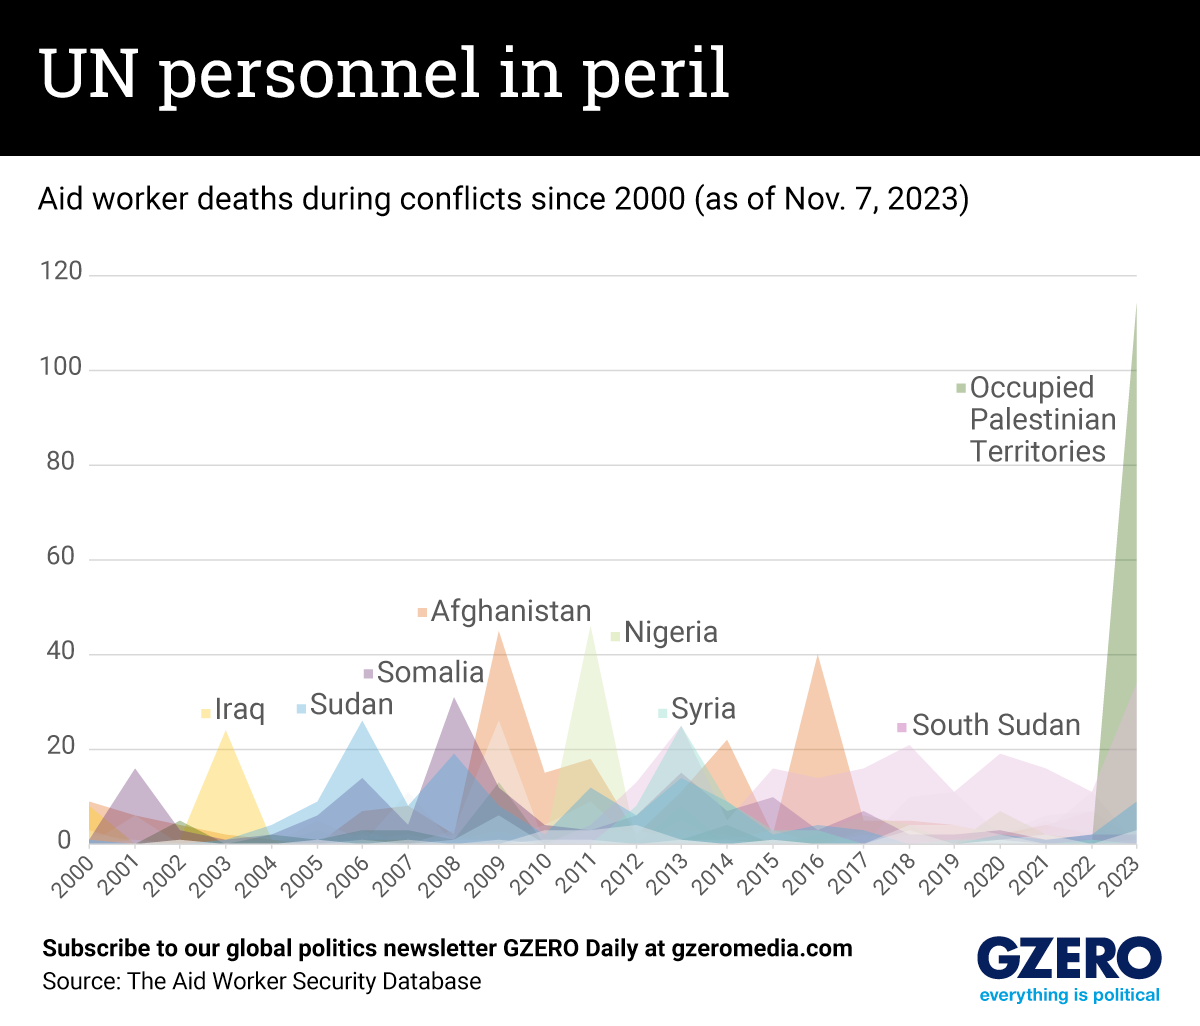 UN personnel in peril
Aid worker deaths during conflicts since 2000 (as of Nov. 7, 2023)
120
100
80
60
40
20
0
Occupied
Palestinian
Territories
Afghanistan
Nigeria
Somalia
Iraq
Sudan
Syria
South Sudan
2000
2001
2002
2003
2004
2005
2006
2007
2008
2009
2010
2011
2012
2013
2014
2015
2016
2017
2018
2019
2020
2021
2022
2023
Subscribe to our global politics newsletter GZERO Daily at gzeromedia.com
Source: The Aid Worker Security Database
GZERO
everything is political